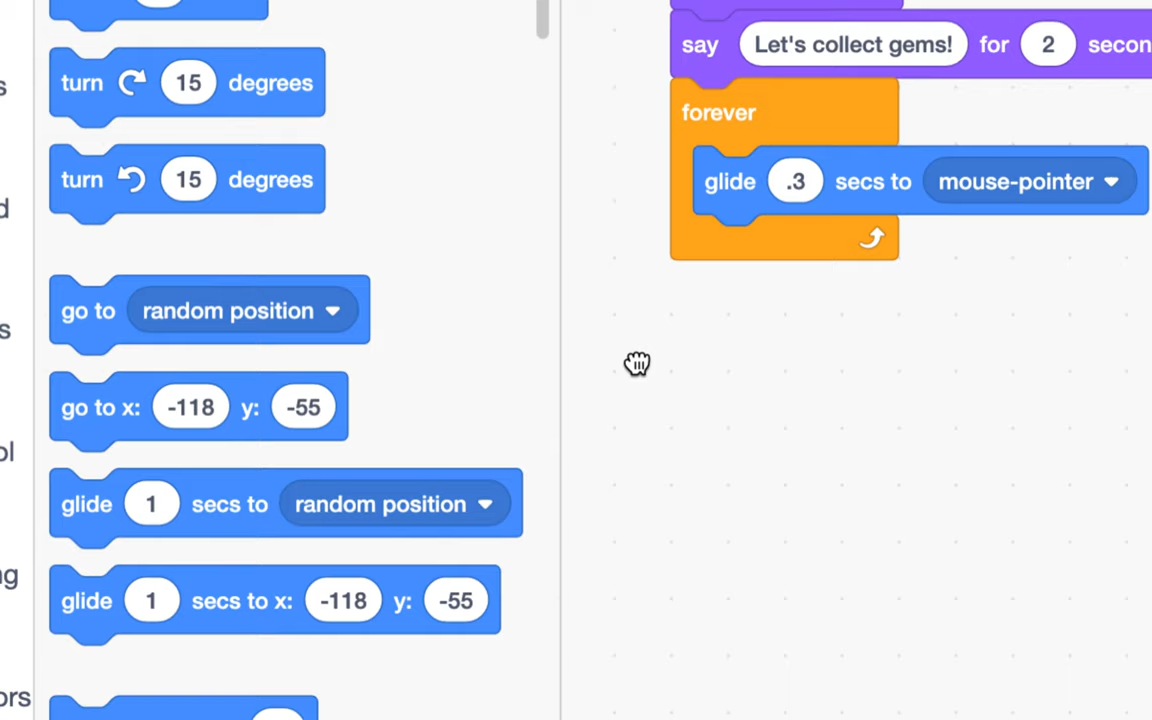 turn 15 degrees
turn 15 degrees
go to random position
go to x: -118 y: -55
glide 1 secs to random position
glide 1 secs to x: -118 y: -55
say Let's collect gems! for 2
forever
glide .3 secs to mouse-pointer